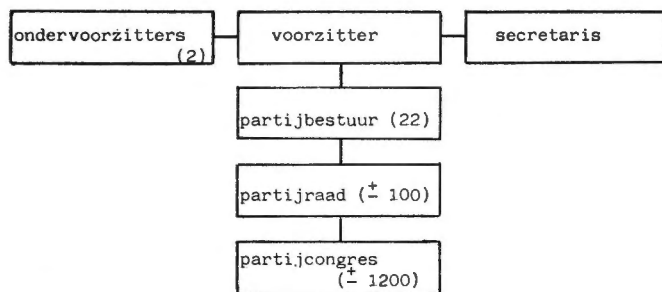 ondervoorzitters
(2)
voorzitter
secretaris
partijbestuur (22)
partijraad (± 100)
partijcongres
(± 1200)